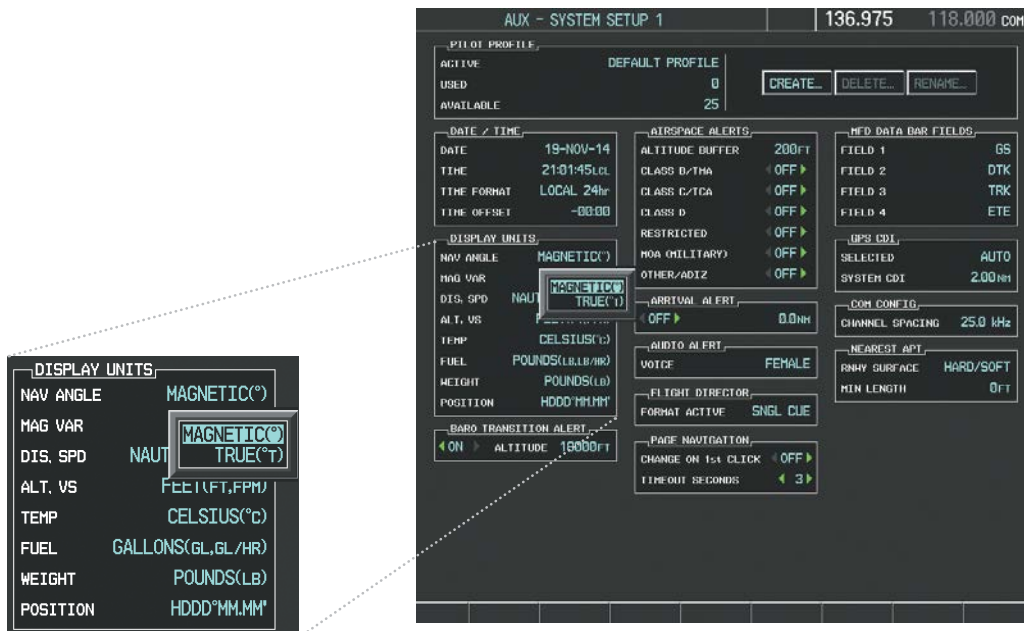 AUX - SYSTEM SETUP 1
136.975
118.000 COM
PILOT PROFILE
ACTIVE DEFAULT PROFILE
USED 0
AVAILABLE 25
CREATE… DELETE… RENAME…
DATE / TIME
DATE 19-NOV-14
TIME 21:01:45LCL
TIME FORMAT LOCAL 24hr
TIME OFFSET -00:00
DISPLAY UNITS
NAV ANGLE MAGNETIC(°)
MAG VAR
MAGNETIC(°)
TRUE(°T)
DIS, SPD NAUT
ALT, VS
TEMP CELSIUS(°C)
FUEL POUNDS(LB,LB/HR)
WEIGHT POUNDS(LB)
POSITION HDDD°MM.MM'
BARO TRANSITION ALERT
ON ALTITUDE 18000FT
AIRSPACE ALERTS
ALTITUDE BUFFER 200FT
CLASS B/TMA OFF
CLASS C/TCA OFF
CLASS D OFF
RESTRICTED OFF
MOA (MILITARY) OFF
OTHER/ADIZ OFF
ARRIVAL ALERT
OFF 0.0NM
AUDIO ALERT
VOICE FEMALE
FLIGHT DIRECTOR
FORMAT ACTIVE SNGL CUE
PAGE NAVIGATION
CHANGE ON 1st CLICK OFF
TIMEOUT SECONDS 3
MFD DATA BAR FIELDS
FIELD 1 GS
FIELD 2 DTK
FIELD 3 TRK
FIELD 4 ETE
GPS CDI
SELECTED AUTO
SYSTEM CDI 2.00NM
COM CONFIG
CHANNEL SPACING 25.0 kHz
NEAREST APT
RNWY SURFACE HARD/SOFT
MIN LENGTH 0FT
DISPLAY UNITS
NAV ANGLE MAGNETIC(°)
MAG VAR
MAGNETIC(°)
TRUE(°T)
DIS, SPD NAUT
ALT, VS FEET(FT,FPM)
TEMP CELSIUS(°C)
FUEL GALLONS(GL,GL/HR)
WEIGHT POUNDS(LB)
POSITION HDDD°MM.MM'